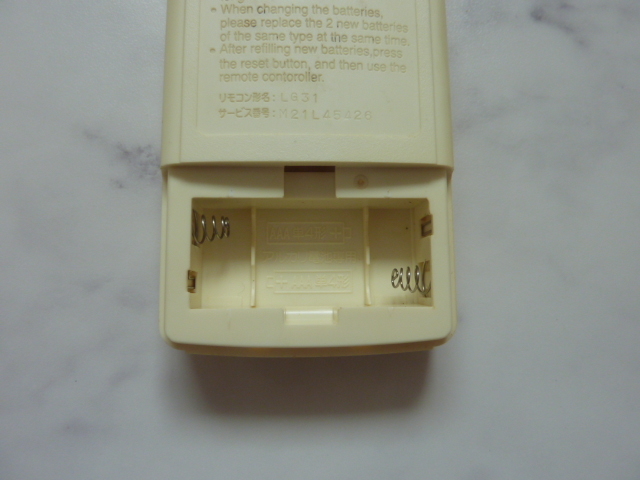 • When changing the batteries,
please replace the 2 new batteries
of the same type at the same time.
• After refilling new batteries,press
the reset button, and then use the
remote contoroller.
リモコン形名:L831
サービス番号:M21L45426